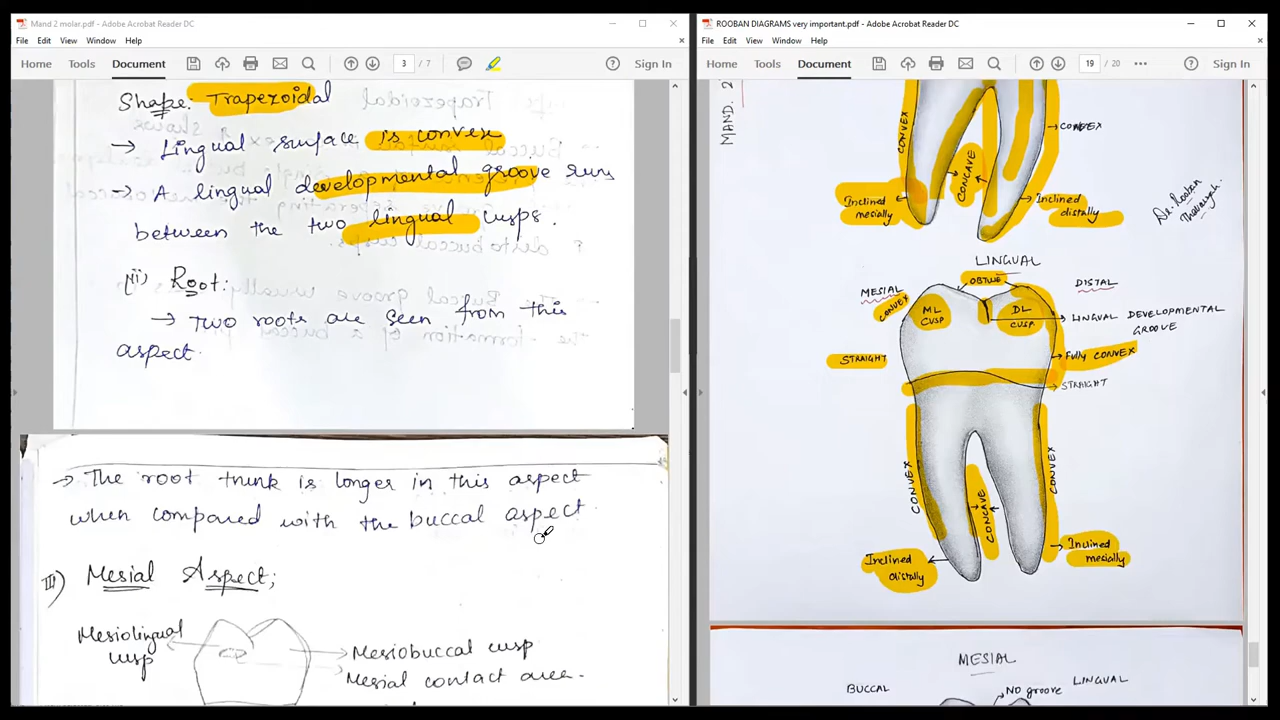 Mand 2 molar.pdf - Adobe Acrobat Reader DC
File Edit View Window Help
Home Tools Document 3 / 7 Sign In
Shape: Trapezoidal
→ Lingual surface is convex
→ A lingual developmental groove runs
between the two lingual cusps.
(ii) Root:
→ Two roots are seen from this
aspect.
→ The root trunk is longer in this aspect
when compared with the buccal aspect
III) Mesial Aspect;
Mesiolingual
cusp
Mesiobuccal cusp
Mesial contact area.
ROOBAN DIAGRAMS very important.pdf - Adobe Acrobat Reader DC
File Edit View Window Help
Home Tools Document 19 / 20 Sign In
MAND. 2
CONVEX
CONVEX
CONCAVE
Inclined
mesially
Inclined
distally
Dr. Rooban
LINGUAL
OBTUSE
MESIAL
DISTAL
CONVEX
ML
CUSP
DL
CUSP
LINGUAL DEVELOPMENTAL
GROOVE
STRAIGHT
Fully CONVEX
STRAIGHT
CONVEX
CONCAVE
CONVEX
Inclined
distally
Inclined
mesially
MESIAL
BUCCAL
No groove
LINGUAL